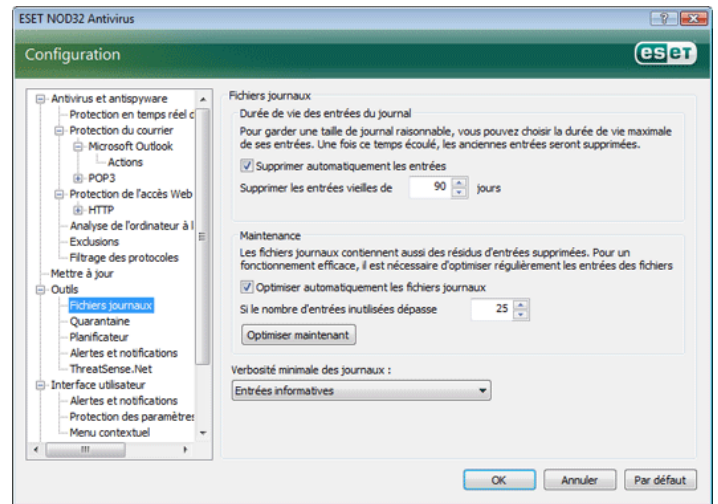 ESET NOD32 Antivirus
Configuration
eset
Antivirus et antispyware
Protection en temps réel c
Protection du courrier
Microsoft Outlook
Actions
POP3
Protection de l'accès Web
HTTP
Analyse de l'ordinateur à l
Exclusions
Filtrage des protocoles
Mettre à jour
Outils
Fichiers journaux
Quarantaine
Planificateur
Alertes et notifications
ThreatSense.Net
Interface utilisateur
Alertes et notifications
Protection des paramètres
Menu contextuel
Fichiers journaux
Durée de vie des entrées du journal
Pour garder une taille de journal raisonnable, vous pouvez choisir la durée de vie maximale
de ses entrées. Une fois ce temps écoulé, les anciennes entrées seront supprimées.
Supprimer automatiquement les entrées
Supprimer les entrées vieilles de 90 jours
Maintenance
Les fichiers journaux contiennent aussi des résidus d'entrées supprimées. Pour un
fonctionnement efficace, il est nécessaire d'optimiser régulièrement les entrées des fichiers
Optimiser automatiquement les fichiers journaux
Si le nombre d'entrées inutilisées dépasse 25
Optimiser maintenant
Verbosité minimale des journaux :
Entrées informatives
OK Annuler Par défaut